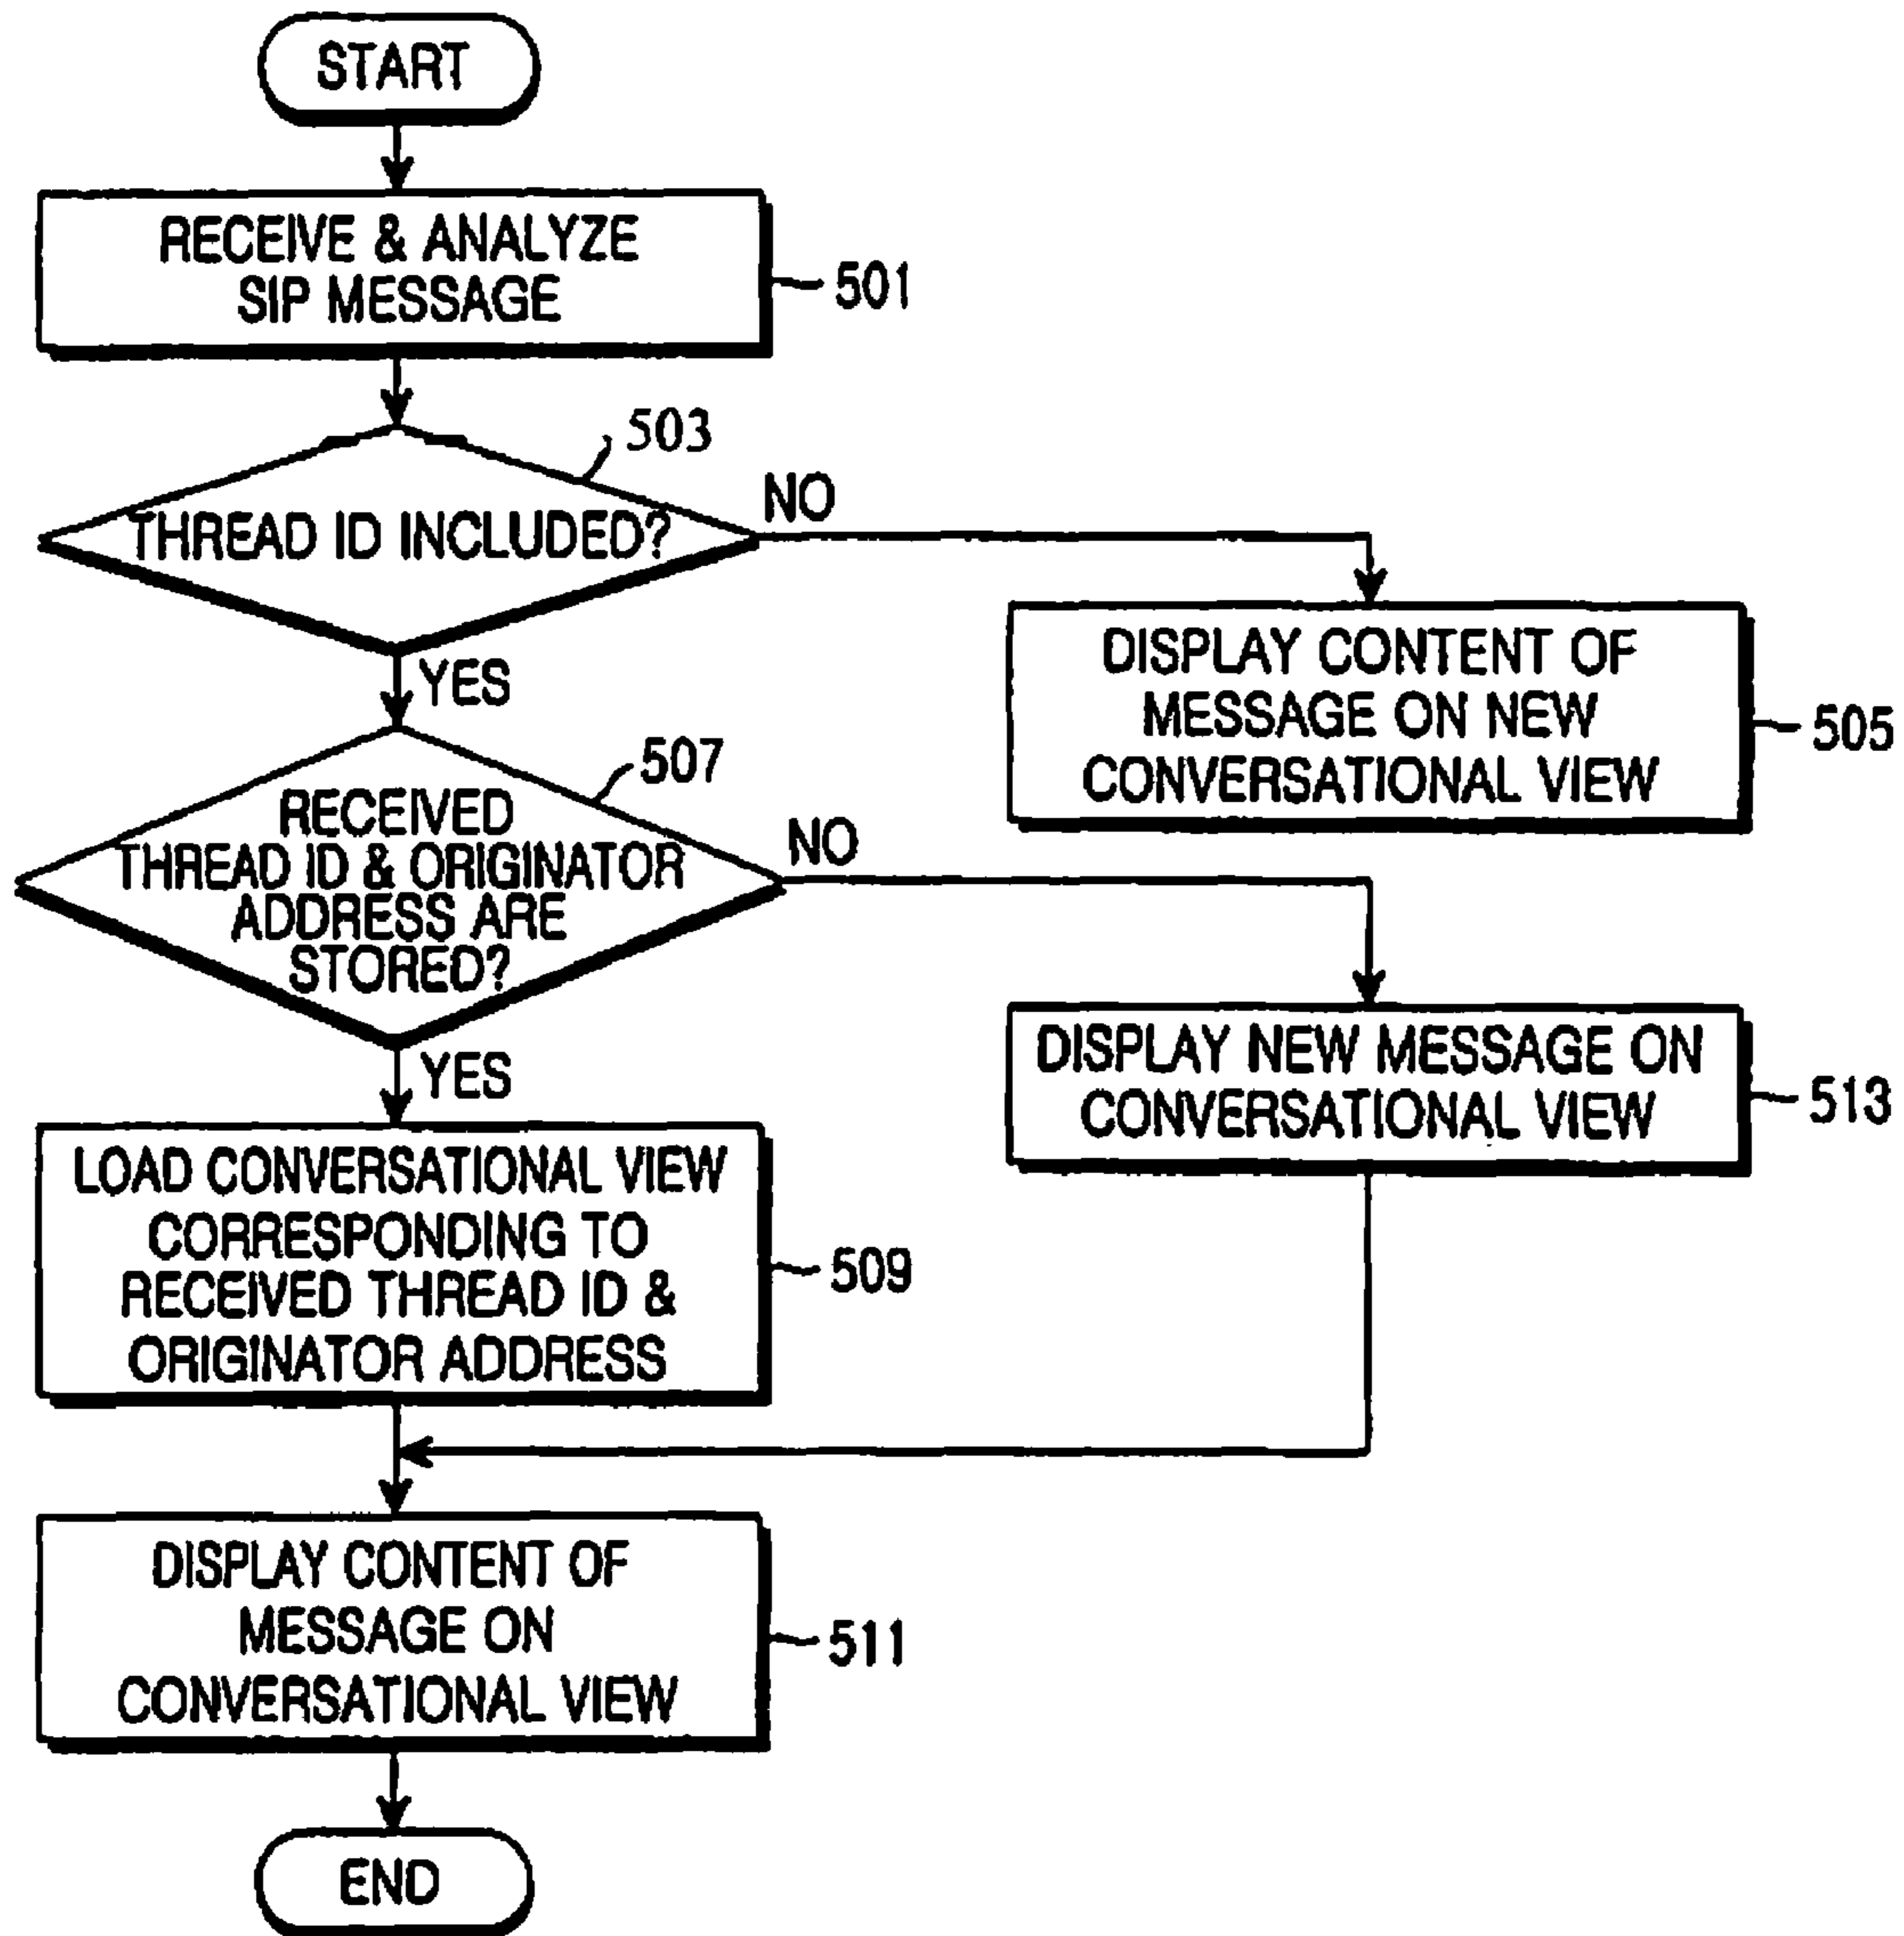 START
RECEIVE & ANALYZE
SIP MESSAGE
501
503
THREAD ID INCLUDED?
NO
YES
DISPLAY CONTENT OF
MESSAGE ON NEW
CONVERSATIONAL VIEW
505
507
RECEIVED
THREAD ID & ORIGINATOR
ADDRESS ARE
STORED?
NO
YES
DISPLAY NEW MESSAGE ON
CONVERSATIONAL VIEW
513
LOAD CONVERSATIONAL VIEW
CORRESPONDING TO
RECEIVED THREAD ID &
ORIGINATOR ADDRESS
509
DISPLAY CONTENT OF
MESSAGE ON
CONVERSATIONAL VIEW
511
END